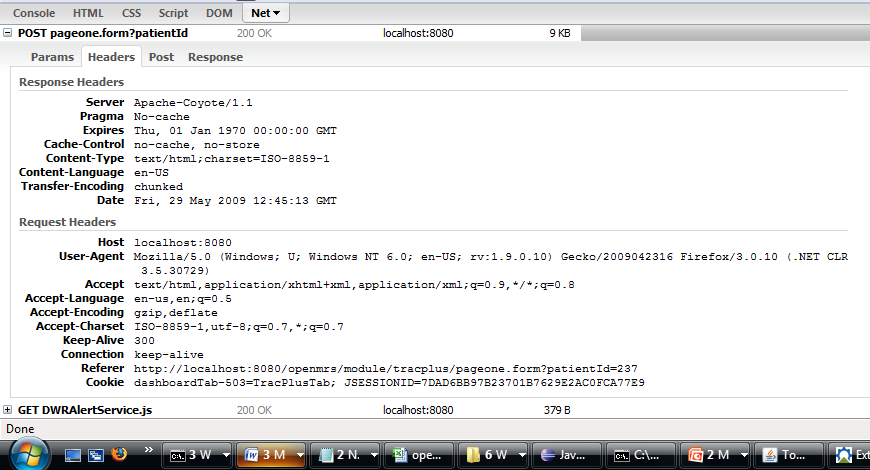 Console HTML CSS Script DOM Net
POST pageone.form?patientId 200 OK localhost:8080 9 KB
Params Headers Post Response
Response Headers
Server Apache-Coyote/1.1
Pragma No-cache
Expires Thu, 01 Jan 1970 00:00:00 GMT
Cache-Control no-cache, no-store
Content-Type text/html;charset=ISO-8859-1
Content-Language en-US
Transfer-Encoding chunked
Date Fri, 29 May 2009 12:45:13 GMT
Request Headers
Host localhost:8080
User-Agent Mozilla/5.0 (Windows; U; Windows NT 6.0; en-US; rv:1.9.0.10) Gecko/2009042316 Firefox/3.0.10 (.NET CLR
3.5.30729)
Accept text/html,application/xhtml+xml,application/xml;q=0.9,*/*;q=0.8
Accept-Language en-us,en;q=0.5
Accept-Encoding gzip,deflate
Accept-Charset ISO-8859-1,utf-8;q=0.7,*;q=0.7
Keep-Alive 300
Connection keep-alive
Referer http://localhost:8080/openmrs/module/tracplus/pageone.form?patientId=237
Cookie dashboardTab-503=TracPlusTab; JSESSIONID=7DAD6BB97B23701B7629E2AC0FCA77E9
GET DWRAlertService.js 200 OK localhost:8080 379 B
Done
» 3 W 3 M 2 N. ope... 6 W Jav... C:\... 2 M To... Ext